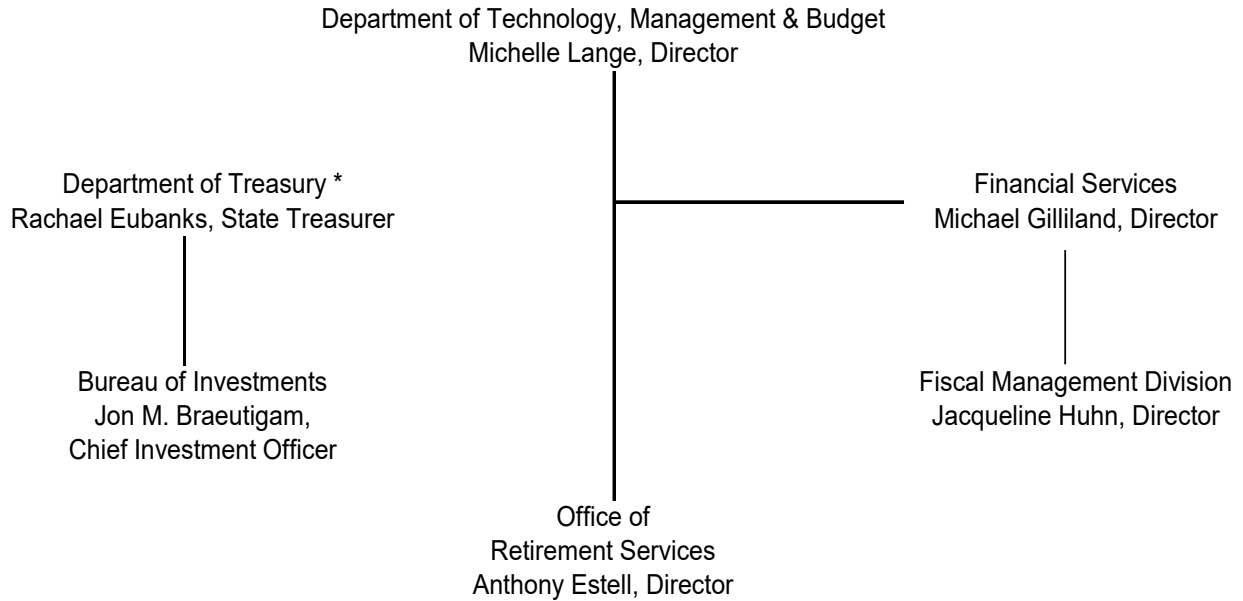 Department of Technology, Management & Budget
Michelle Lange, Director
Department of Treasury *
Rachael Eubanks, State Treasurer
Financial Services
Michael Gilliland, Director
Bureau of Investments
Jon M. Braeutigam,
Chief Investment Officer
Fiscal Management Division
Jacqueline Huhn, Director
Office of
Retirement Services
Anthony Estell, Director